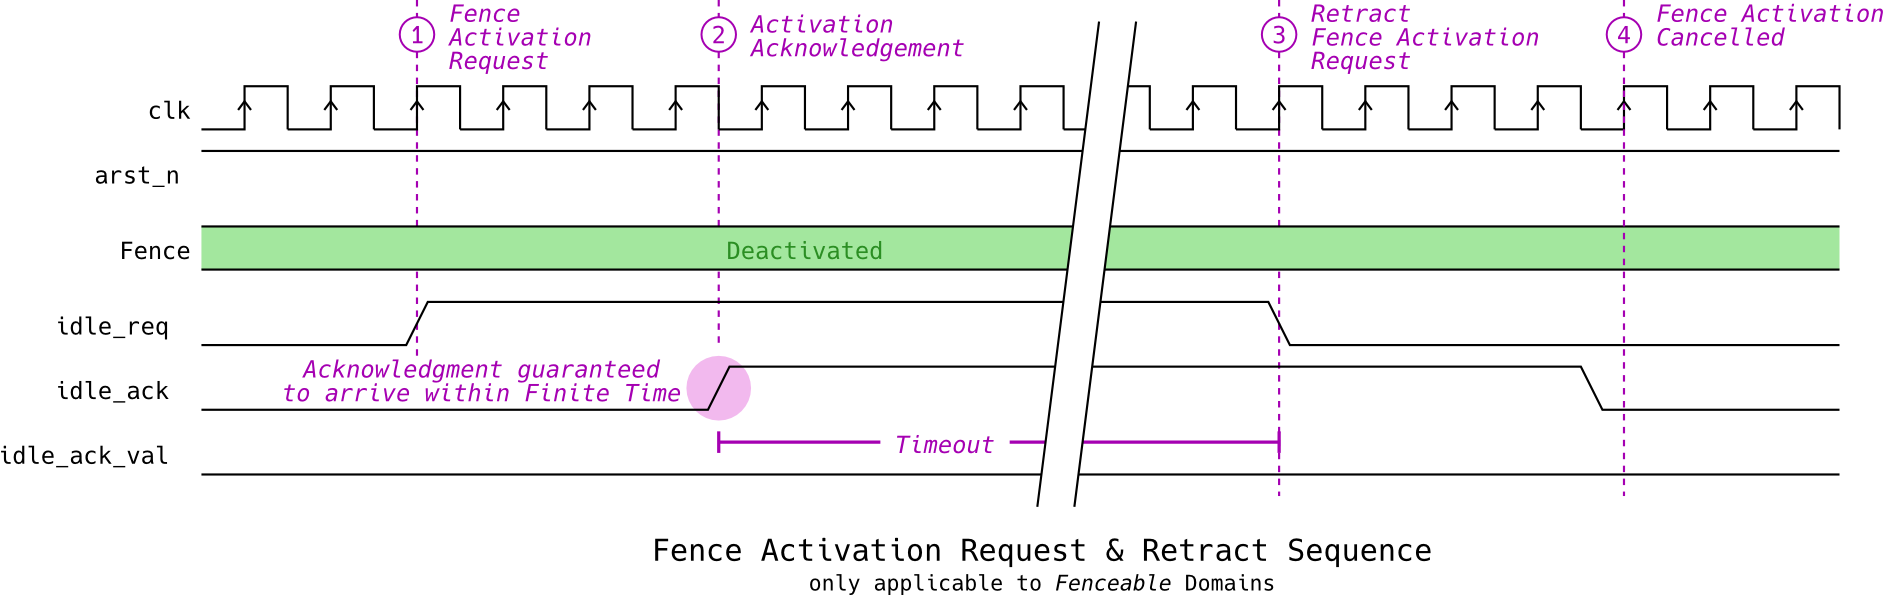 1
Fence
Activation
Request
2
Activation
Acknowledgement
3
Retract
Fence Activation
Request
4
Fence Activation
Cancelled
clk
arst_n
Fence
Deactivated
idle_req
Acknowledgment guaranteed
to arrive within Finite Time
idle_ack
Timeout
idle_ack_val
Fence Activation Request & Retract Sequence
only applicable to Fenceable Domains